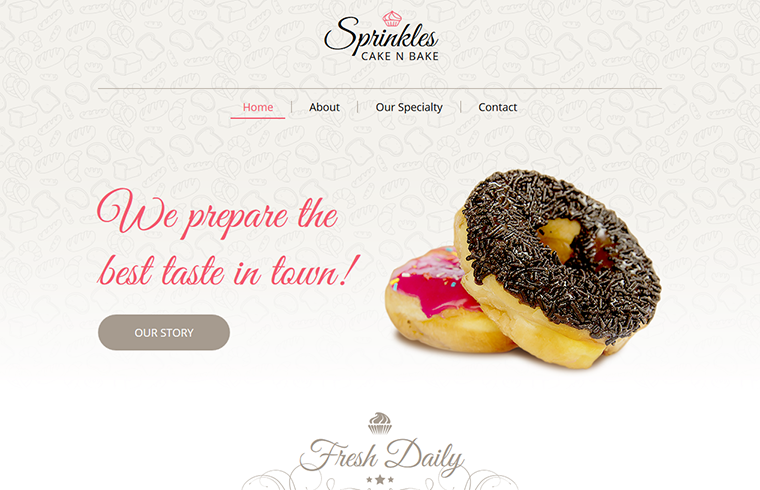 Sprinkles
CAKE N BAKE
Home About Our Specialty Contact
We prepare the
best taste in town!
OUR STORY
Fresh Daily